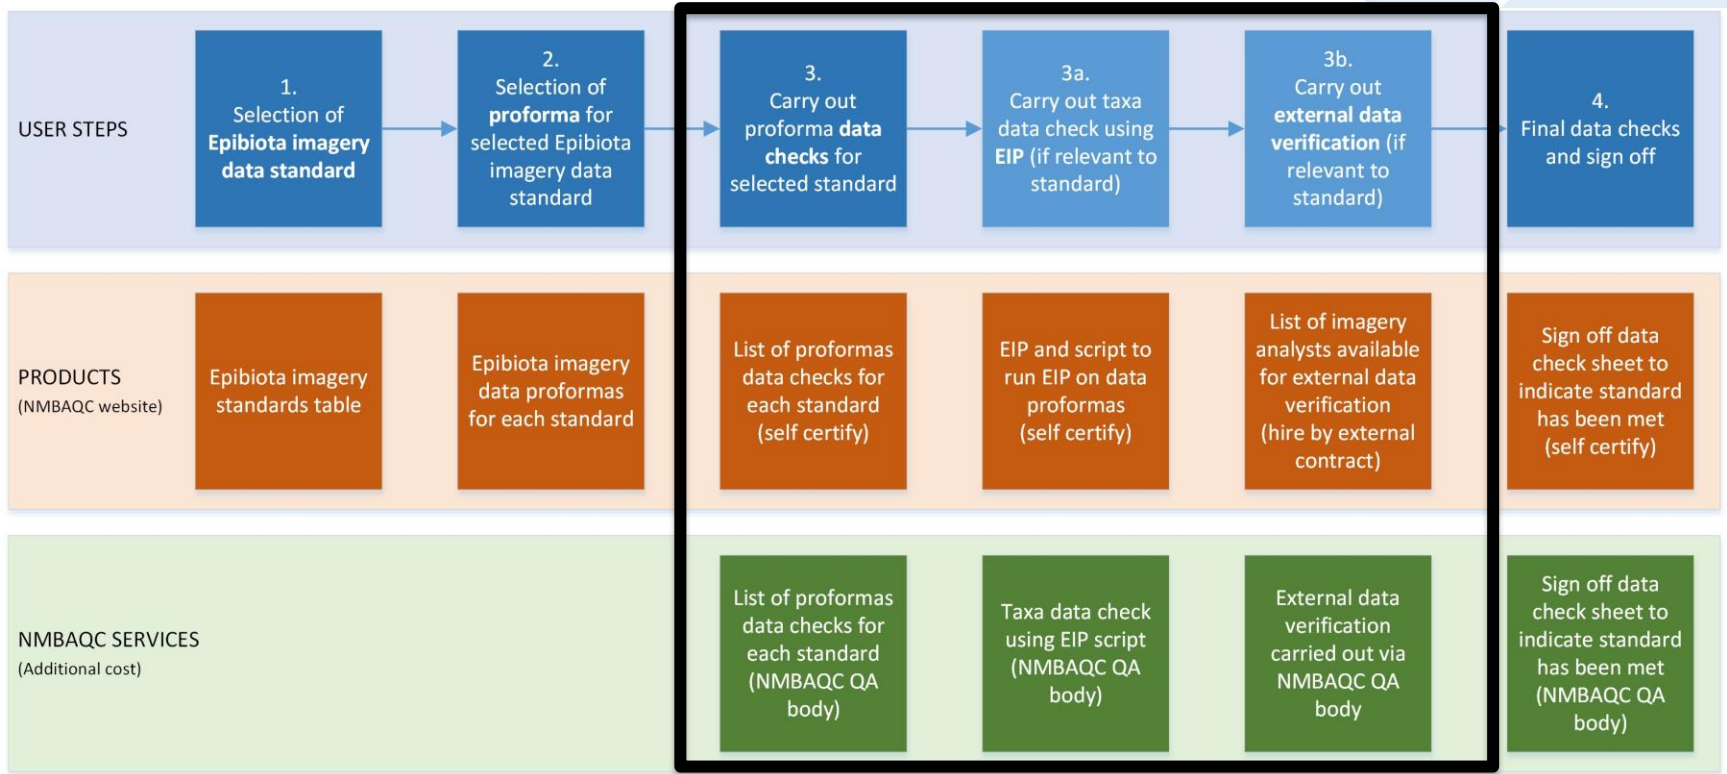 USER STEPS
1.
Selection of
Epibiota imagery
data standard
2.
Selection of
proforma for
selected Epibiota
imagery data
standard
3.
Carry out
proforma data
checks for
selected standard
3a.
Carry out taxa
data check using
EIP (if relevant to
standard)
3b.
Carry out
external data
verification (if
relevant to
standard)
4.
Final data checks
and sign off
PRODUCTS
(NMBAQC website)
Epibiota imagery
standards table
Epibiota imagery
data proformas
for each standard
List of proformas
data checks for
each standard
(self certify)
EIP and script to
run EIP on data
proformas
(self certify)
List of imagery
analysts available
for external data
verification
(hire by external
contract)
Sign off data
check sheet to
indicate standard
has been met
(self certify)
NMBAQC SERVICES
(Additional cost)
List of proformas
data checks for
each standard
(NMBAQC QA
body)
Taxa data check
using EIP script
(NMBAQC QA
body)
External data
verification
carried out via
NMBAQC QA
body
Sign off data
check sheet to
indicate standard
has been met
(NMBAQC QA
body)